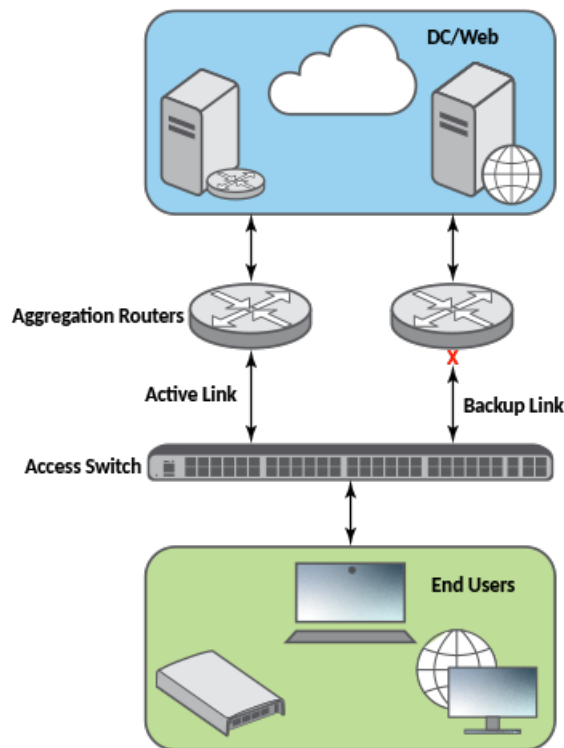 DC/Web
Aggregation Routers
X
Active Link
Backup Link
Access Switch
End Users